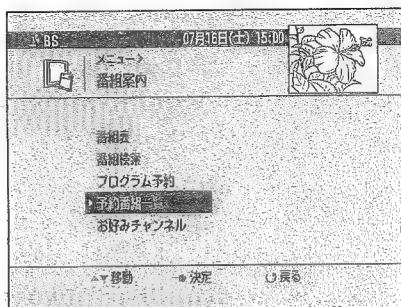 BS 07月16日(土) 15:00
メニュー>
番組案内
番組表
番組検索
プログラム予約
予約番組一覧
お好みチャンネル
▲▼移動 決定 戻る